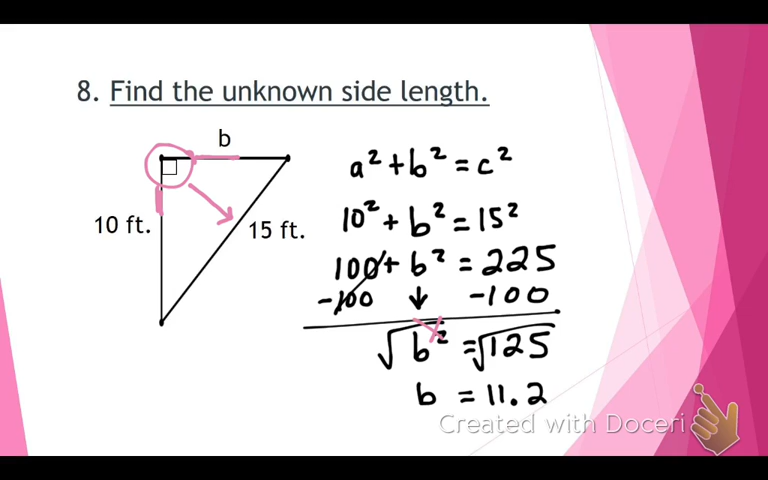 8. Find the unknown side length.
b
10 ft.
15 ft.
a² + b² = c²
10² + b² = 15²
100 + b² = 225
-100 ↓ -100
√b² = √125
b = 11.2
Created with Doceri